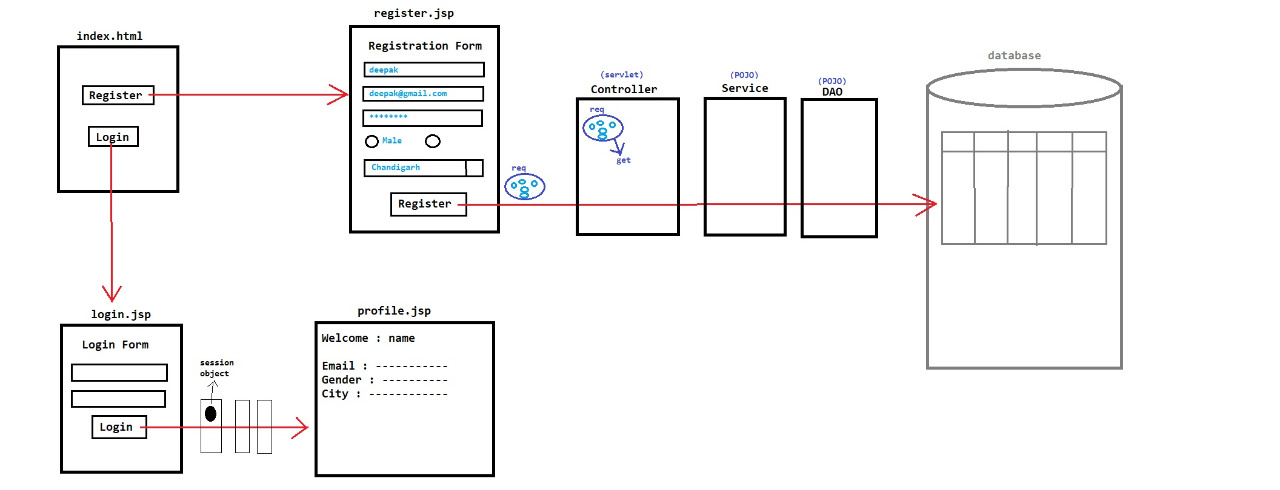 register.jsp
index.html
Registration Form
deepak
deepak@gmail.com
********
Male
Chandigarh
Register
Register
Login
req
(servlet)
Controller
req
get
(POJO)
Service
(POJO)
DAO
database
login.jsp
Login Form
Login
session
object
profile.jsp
Welcome : name
Email : -----------
Gender : -----------
City : ------------